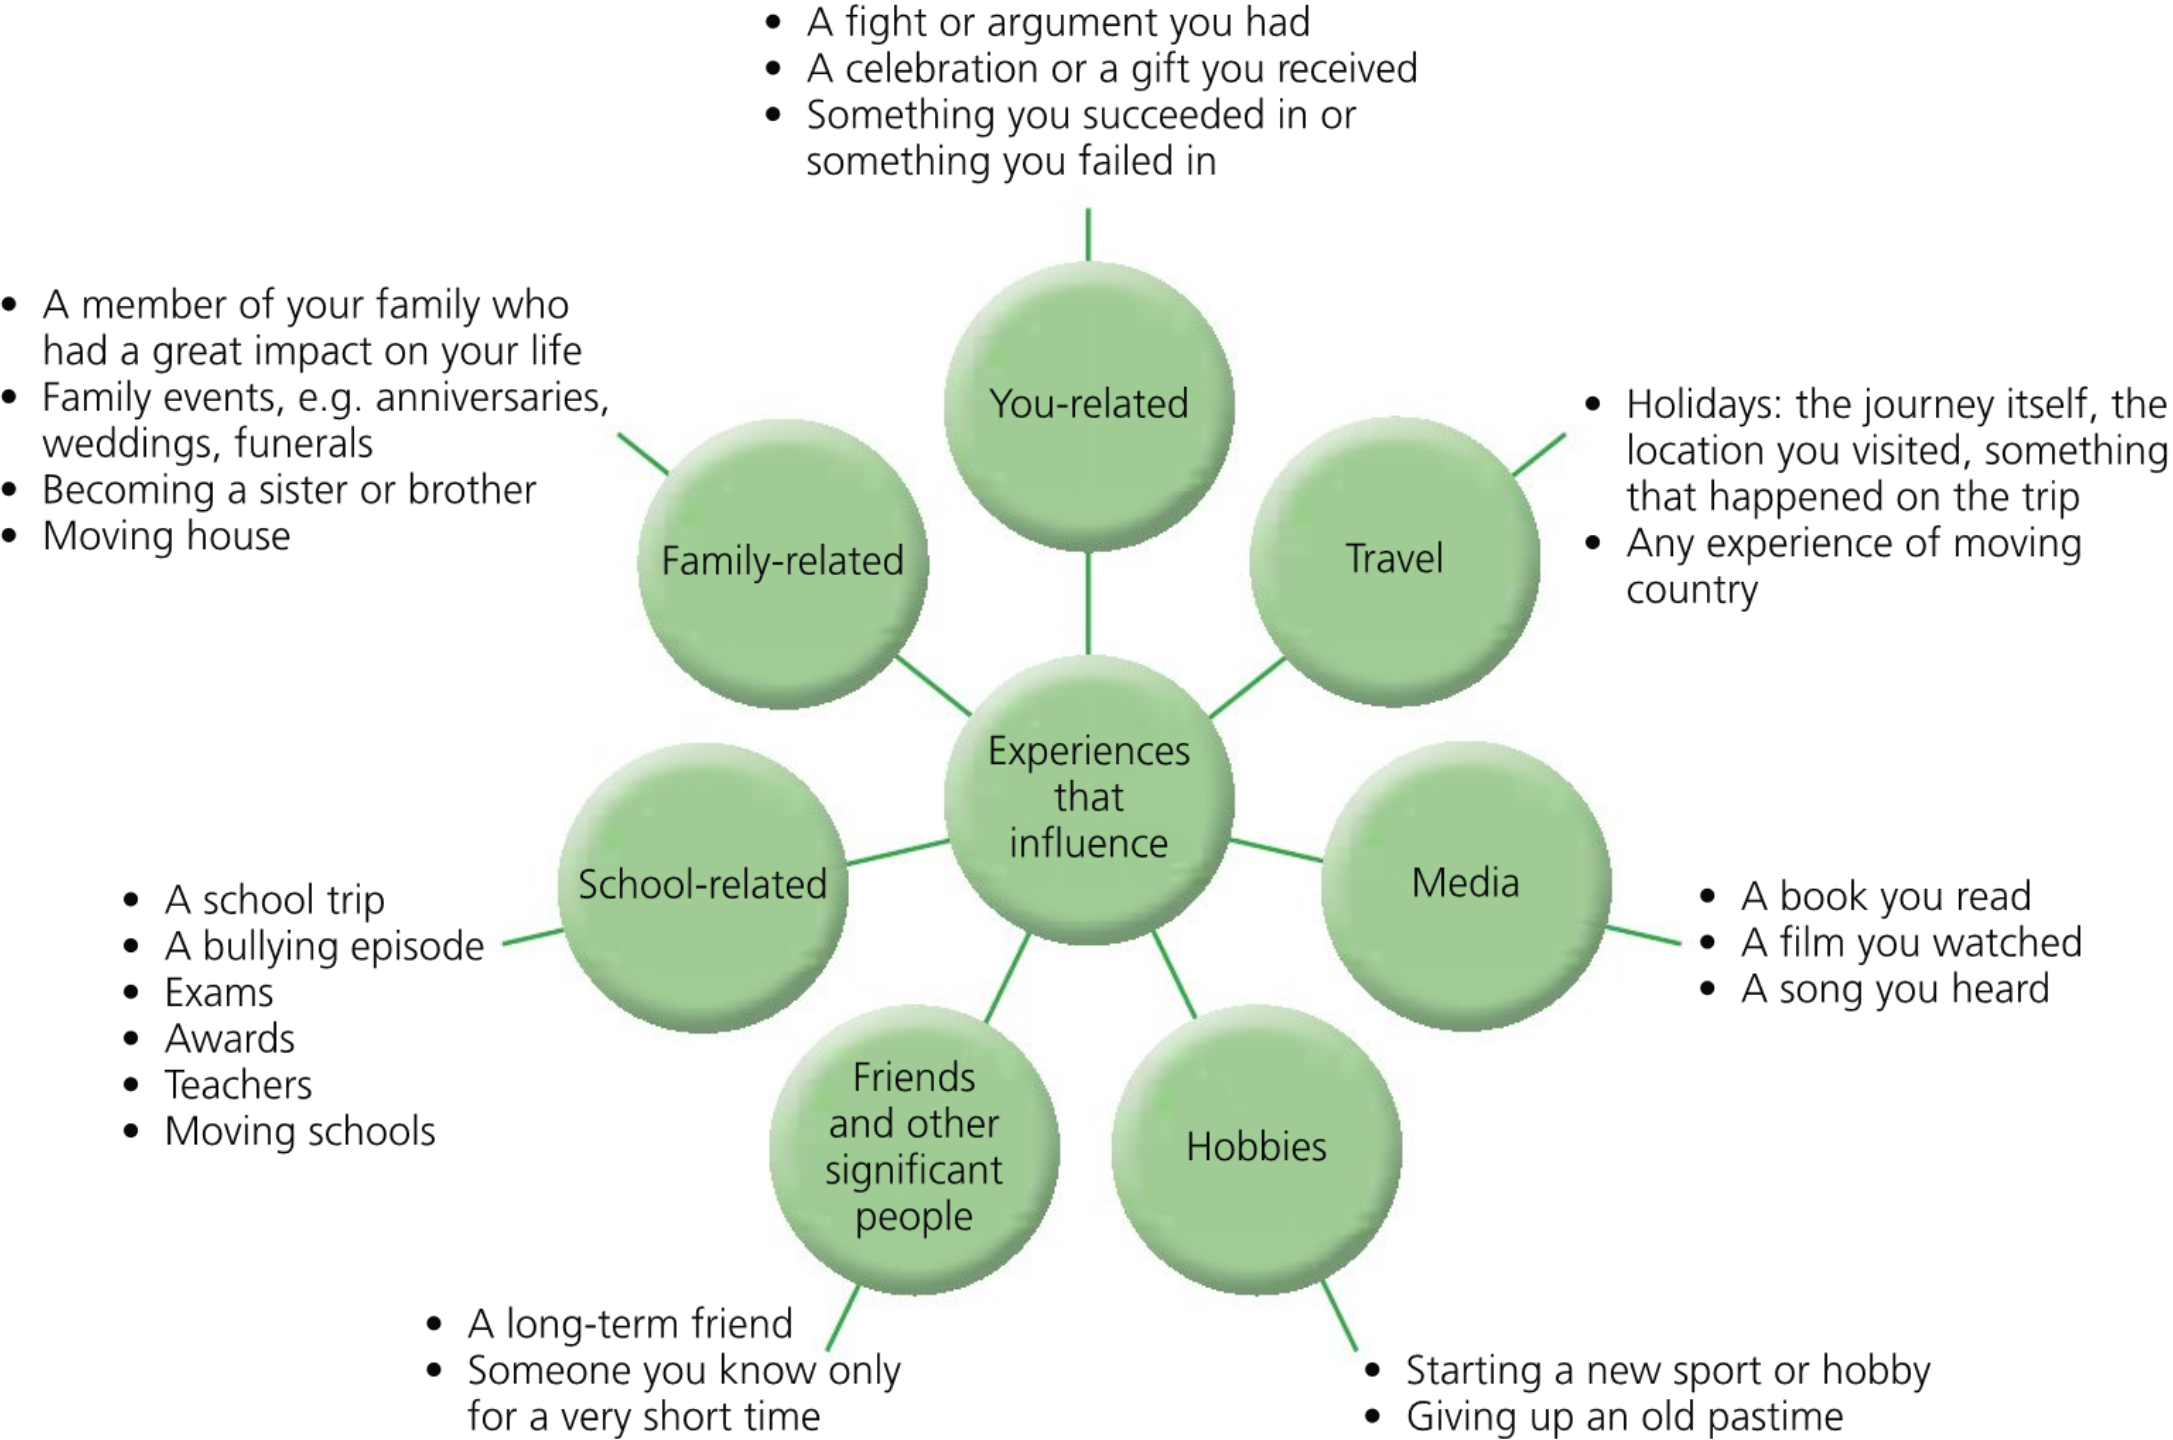 • A fight or argument you had
• A celebration or a gift you received
• Something you succeeded in or
something you failed in
You-related
• A member of your family who
had a great impact on your life
• Family events, e.g. anniversaries,
weddings, funerals
• Becoming a sister or brother
• Moving house
Family-related
• Holidays: the journey itself, the
location you visited, something
that happened on the trip
• Any experience of moving
country
Travel
Experiences
that
influence
School-related
• A school trip
• A bullying episode
• Exams
• Awards
• Teachers
• Moving schools
Media
• A book you read
• A film you watched
• A song you heard
Friends
and other
significant
people
• A long-term friend
• Someone you know only
for a very short time
Hobbies
• Starting a new sport or hobby
• Giving up an old pastime